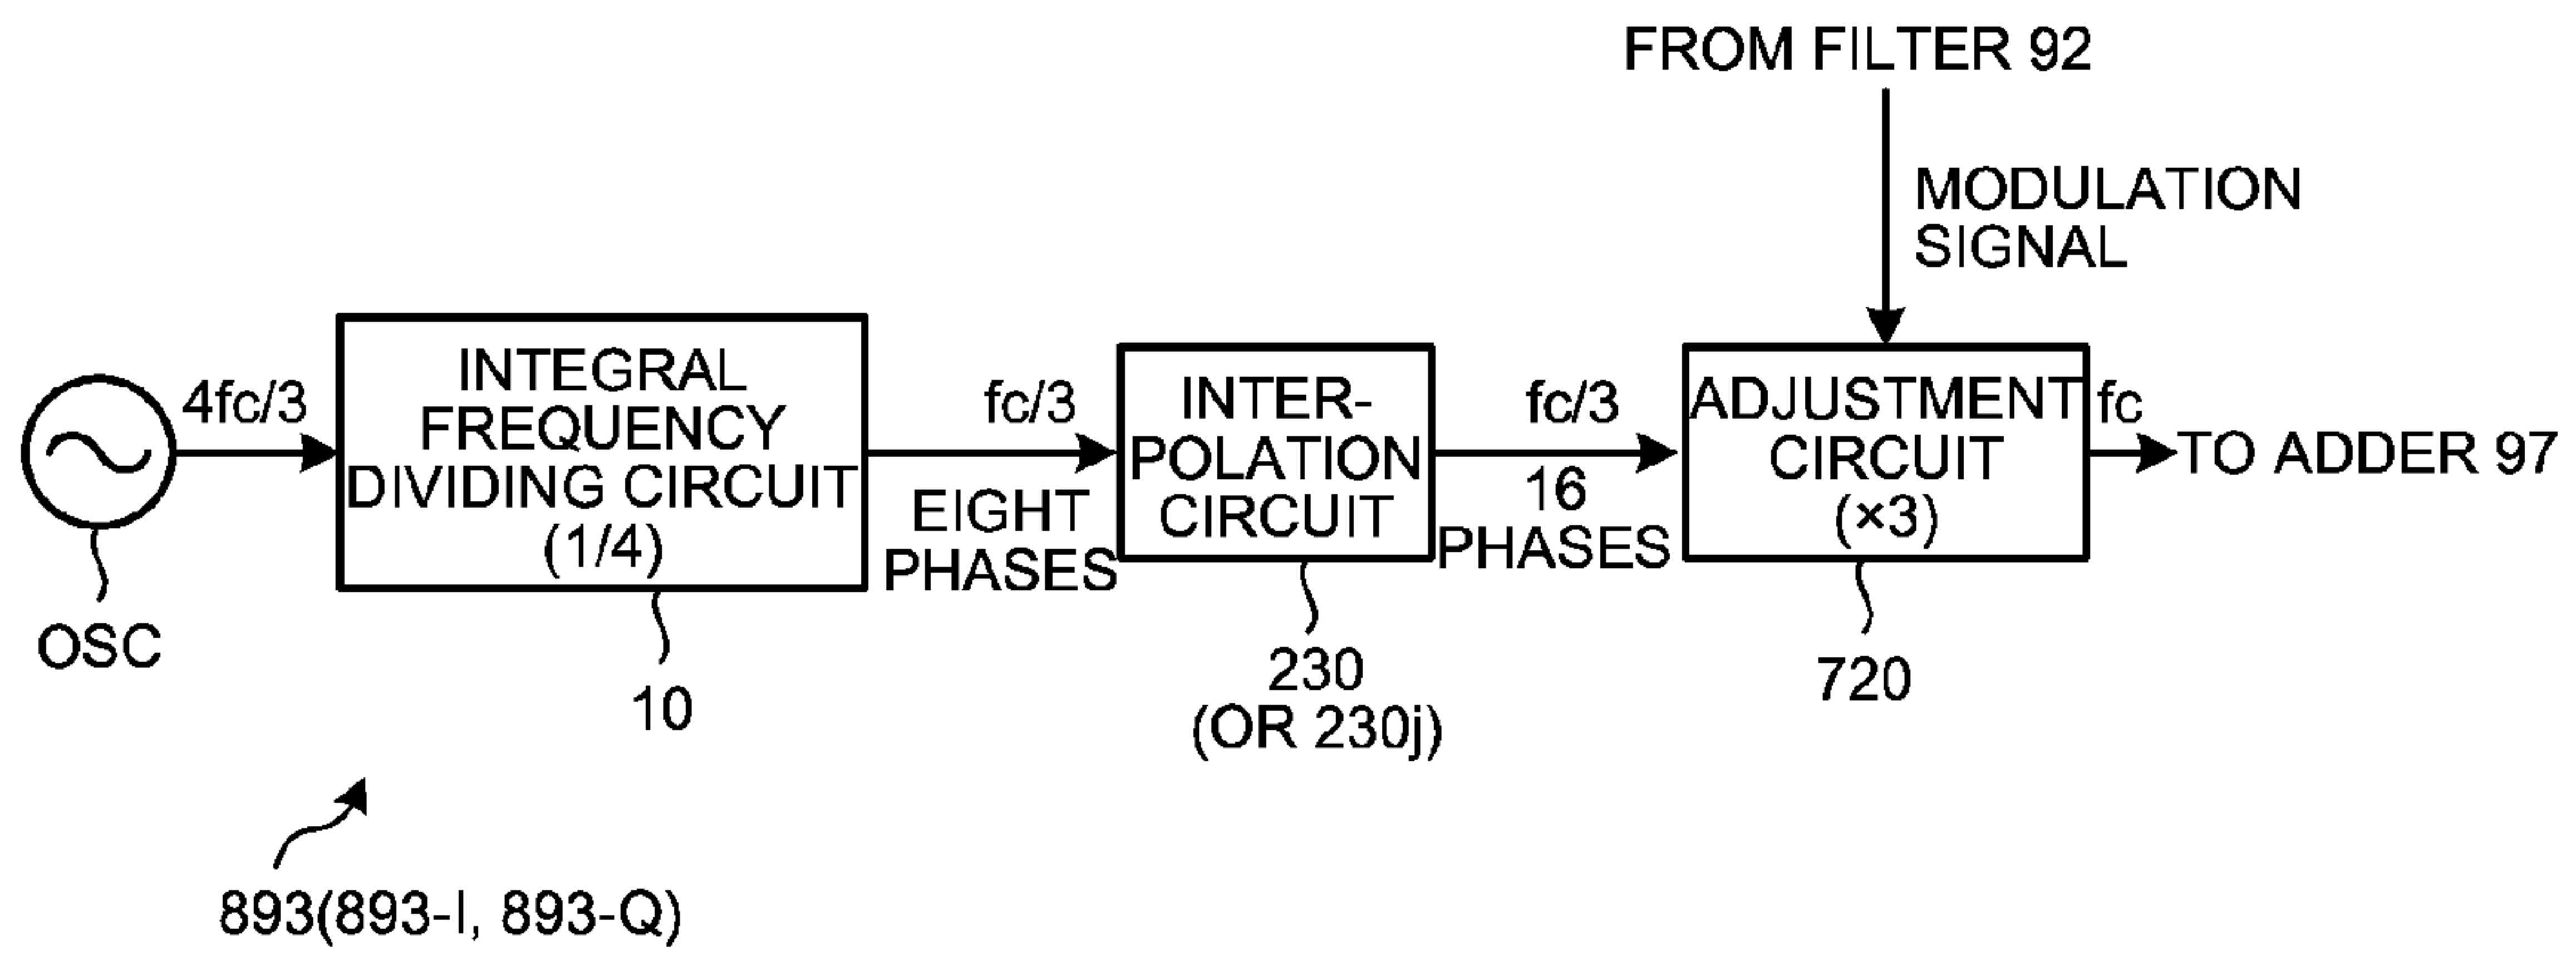 FROM FILTER 92
MODULATION
SIGNAL
4fc/3
INTEGRAL
FREQUENCY
DIVIDING CIRCUIT
(1/4)
fc/3
EIGHT
PHASES
INTER-
POLATION
CIRCUIT
fc/3
16
PHASES
ADJUSTMENT
CIRCUIT
(×3)
fc
TO ADDER 97
OSC
10
230
(OR 230j)
720
893(893-I, 893-Q)